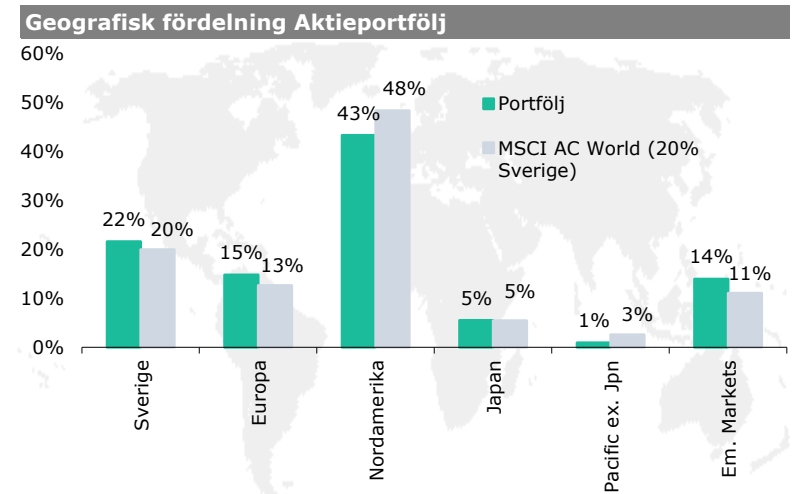 Geografisk fördelning Aktieportfölj
60%
50%
40%
30%
20%
10%
0%
22%
20%
15%
13%
43%
48%
5%
5%
1%
3%
14%
11%
Portfölj
MSCI AC World (20%
Sverige)
Sverige
Europa
Nordamerika
Japan
Pacific ex. Jpn
Em. Markets